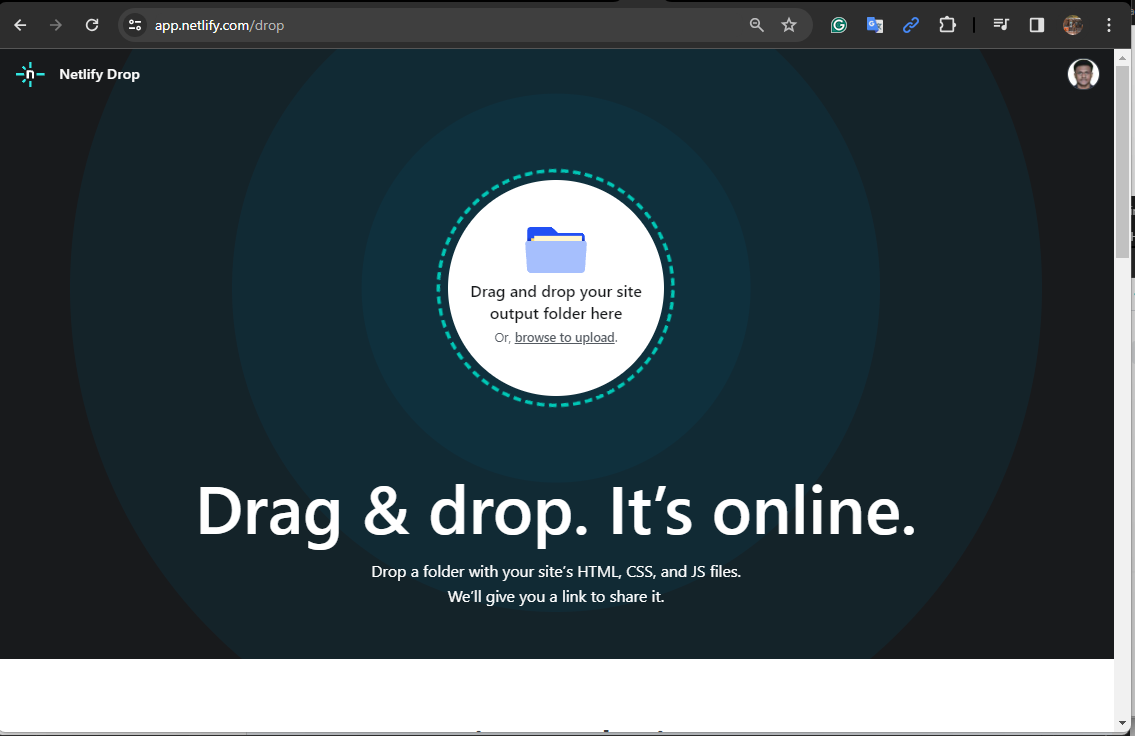 app.netlify.com/drop
Netlify Drop
Drag and drop your site
output folder here
Or, browse to upload.
Drag & drop. It’s online.
Drop a folder with your site’s HTML, CSS, and JS files.
We’ll give you a link to share it.